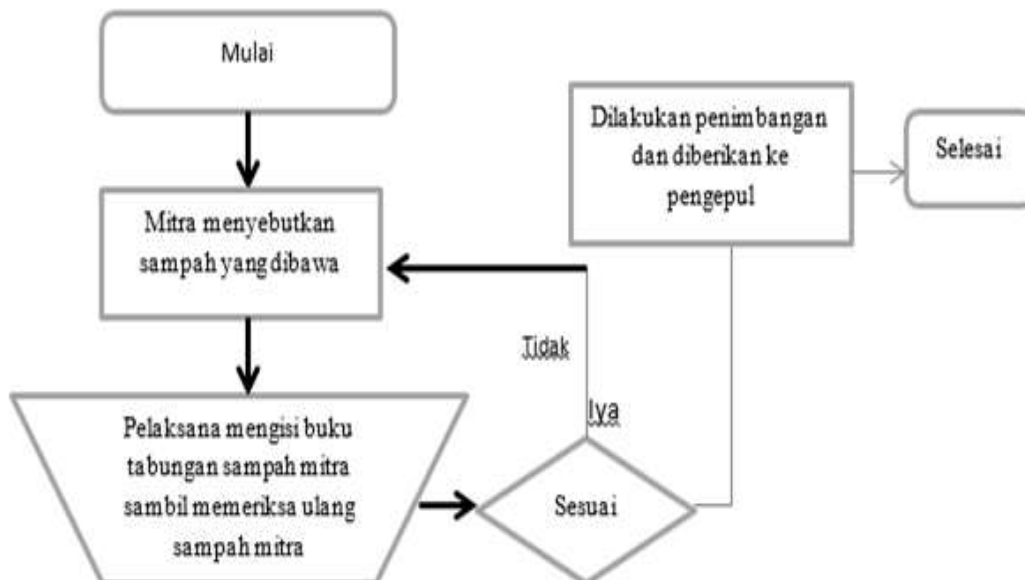 Mulai
Mitra menyebutkan
sampah yang dibawa
Pelaksana mengisi buku
tabungan sampah mitra
sambil memeriksa ulang
sampah mitra
Sesuai
Tidak
Iya
Dilakukan penimbangan
dan diberikan ke
pengepul
Selesai